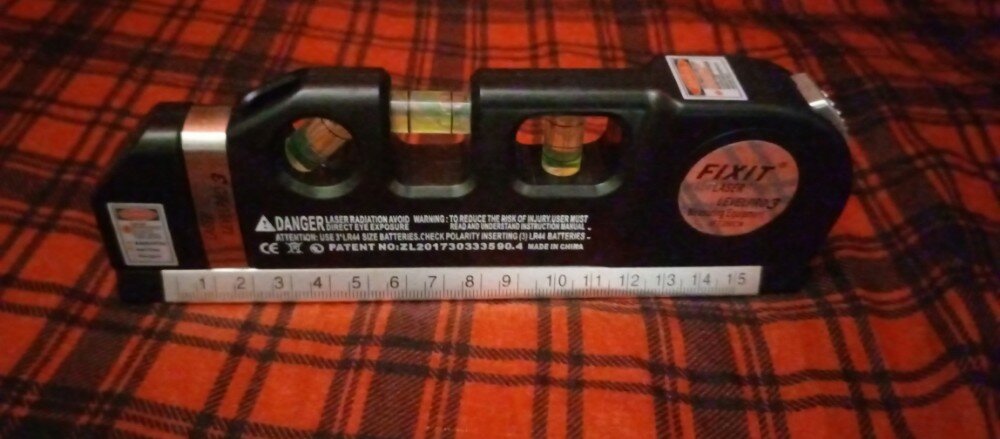 FIXIT
LASER
LEVELPRO3
DANGER LASER RADIATION AVOID DIRECT EYE EXPOSURE
WARNING: TO REDUCE THE RISK OF INJURY.USER MUST
READ AND UNDERSTAND INSTRUCTION MANUAL
ATTENTION: USE 3*LR44 SIZE BATTERIES.CHECK POLARITY INSERTING (3) LR44 BATTERIES
CE PATENT NO:ZL201730333590.4 MADE IN CHINA
1 2 3 4 5 6 7 8 9 10 11 12 13 14 15